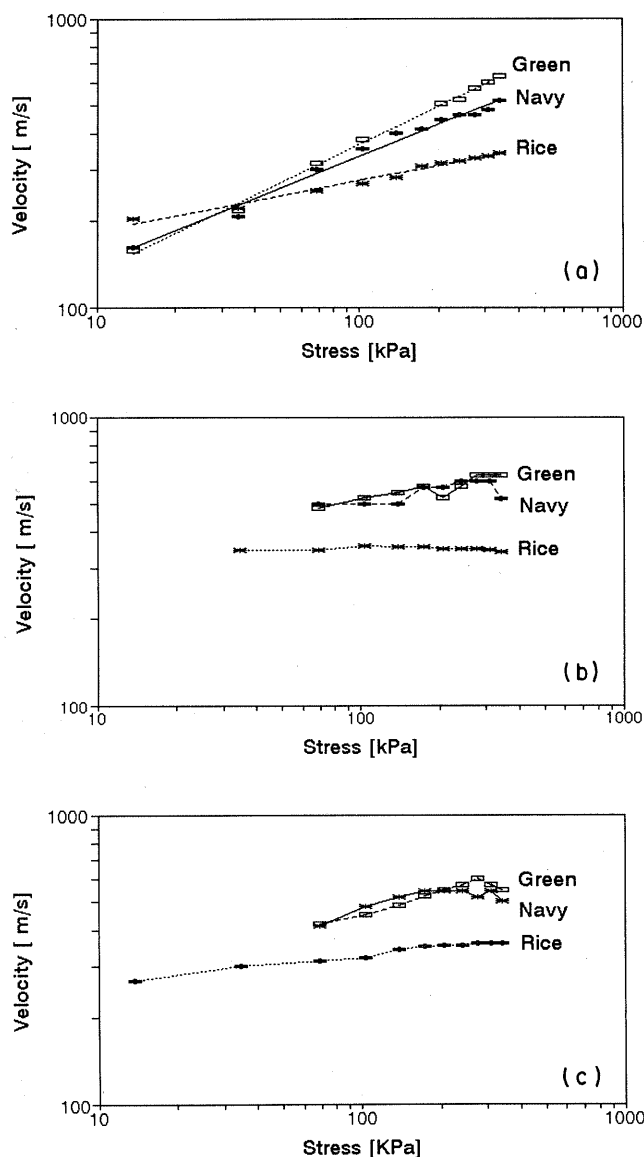 1000
Green
Navy
Rice
Velocity [ m/s]
(a)
100
10
100
1000
Stress [kPa]
1000
Green
Navy
Rice
Velocity [ m/s]
(b)
100
10
100
1000
Stress [kPa]
1000
Green
Navy
Rice
Velocity [ m/s]
(c)
100
10
100
1000
Stress [KPa]